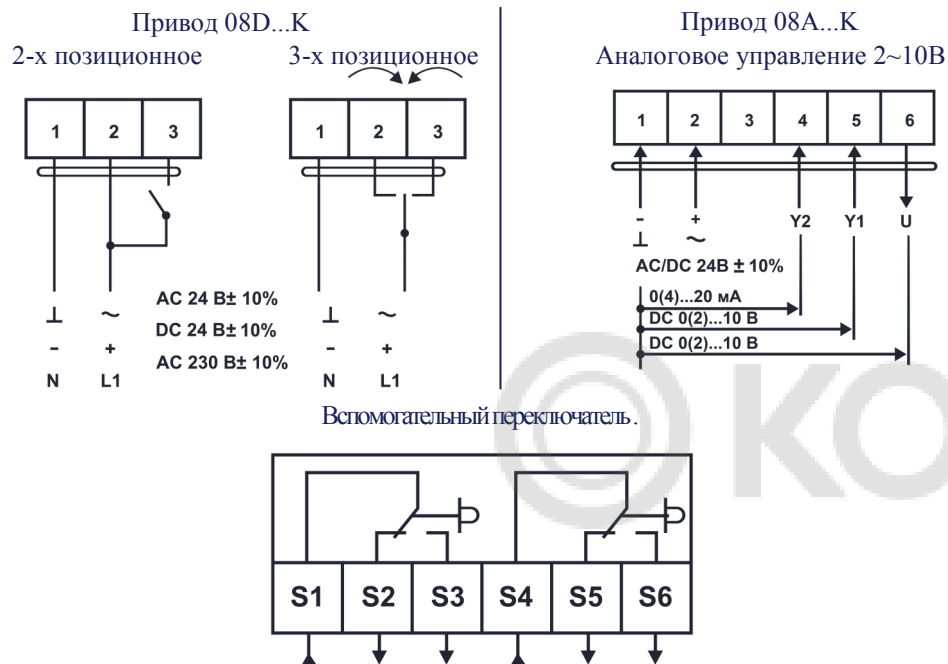 Привод 08D...K
2-х позиционное
3-х позиционное
1 2 3
1 2 3
⊥ ~
- +
N L1
AC 24 В± 10%
DC 24 В± 10%
AC 230 В± 10%
⊥ ~
- +
N L1
Привод 08A...K
Аналогового управление 2~10В
1 2 3 4 5 6
- + Y2 Y1 U
⊥ ~
AC/DC 24В ± 10%
0(4)...20 мА
DC 0(2)...10 В
DC 0(2)...10 В
Вспомогательный переключатель.
S1 S2 S3 S4 S5 S6